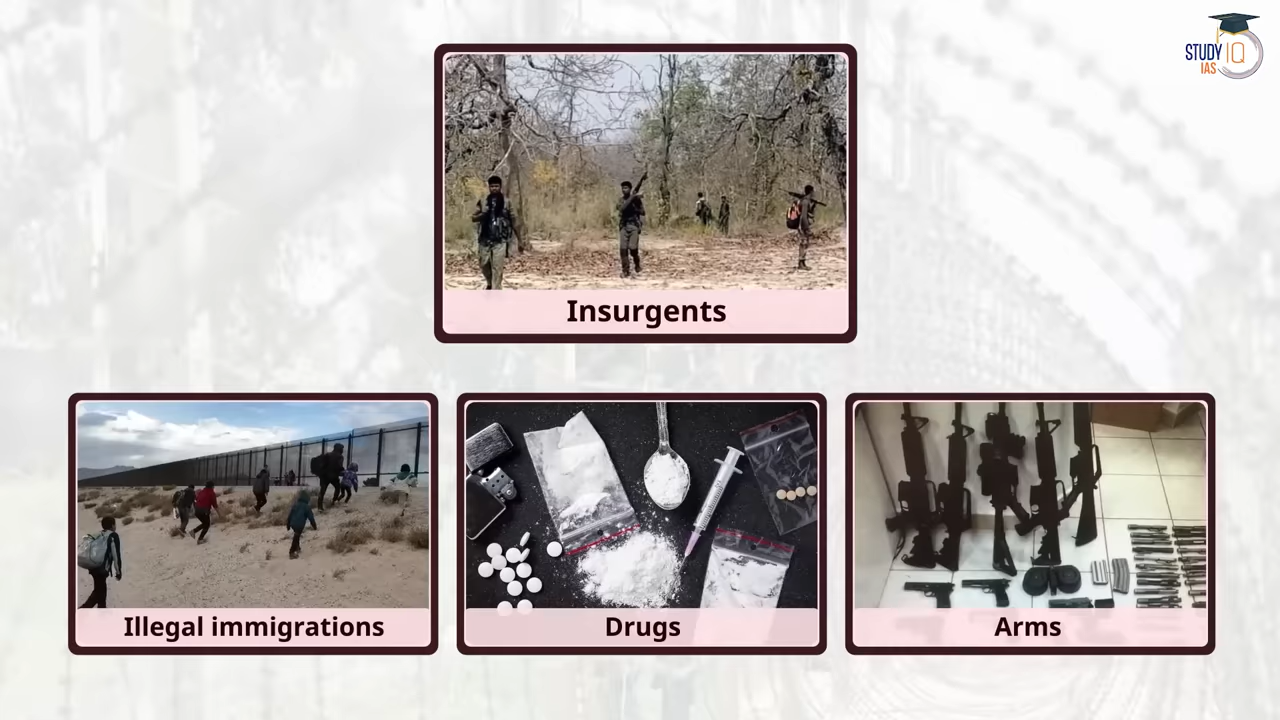 STUDY IQ
IAS
Insurgents
Illegal immigrations
Drugs
Arms